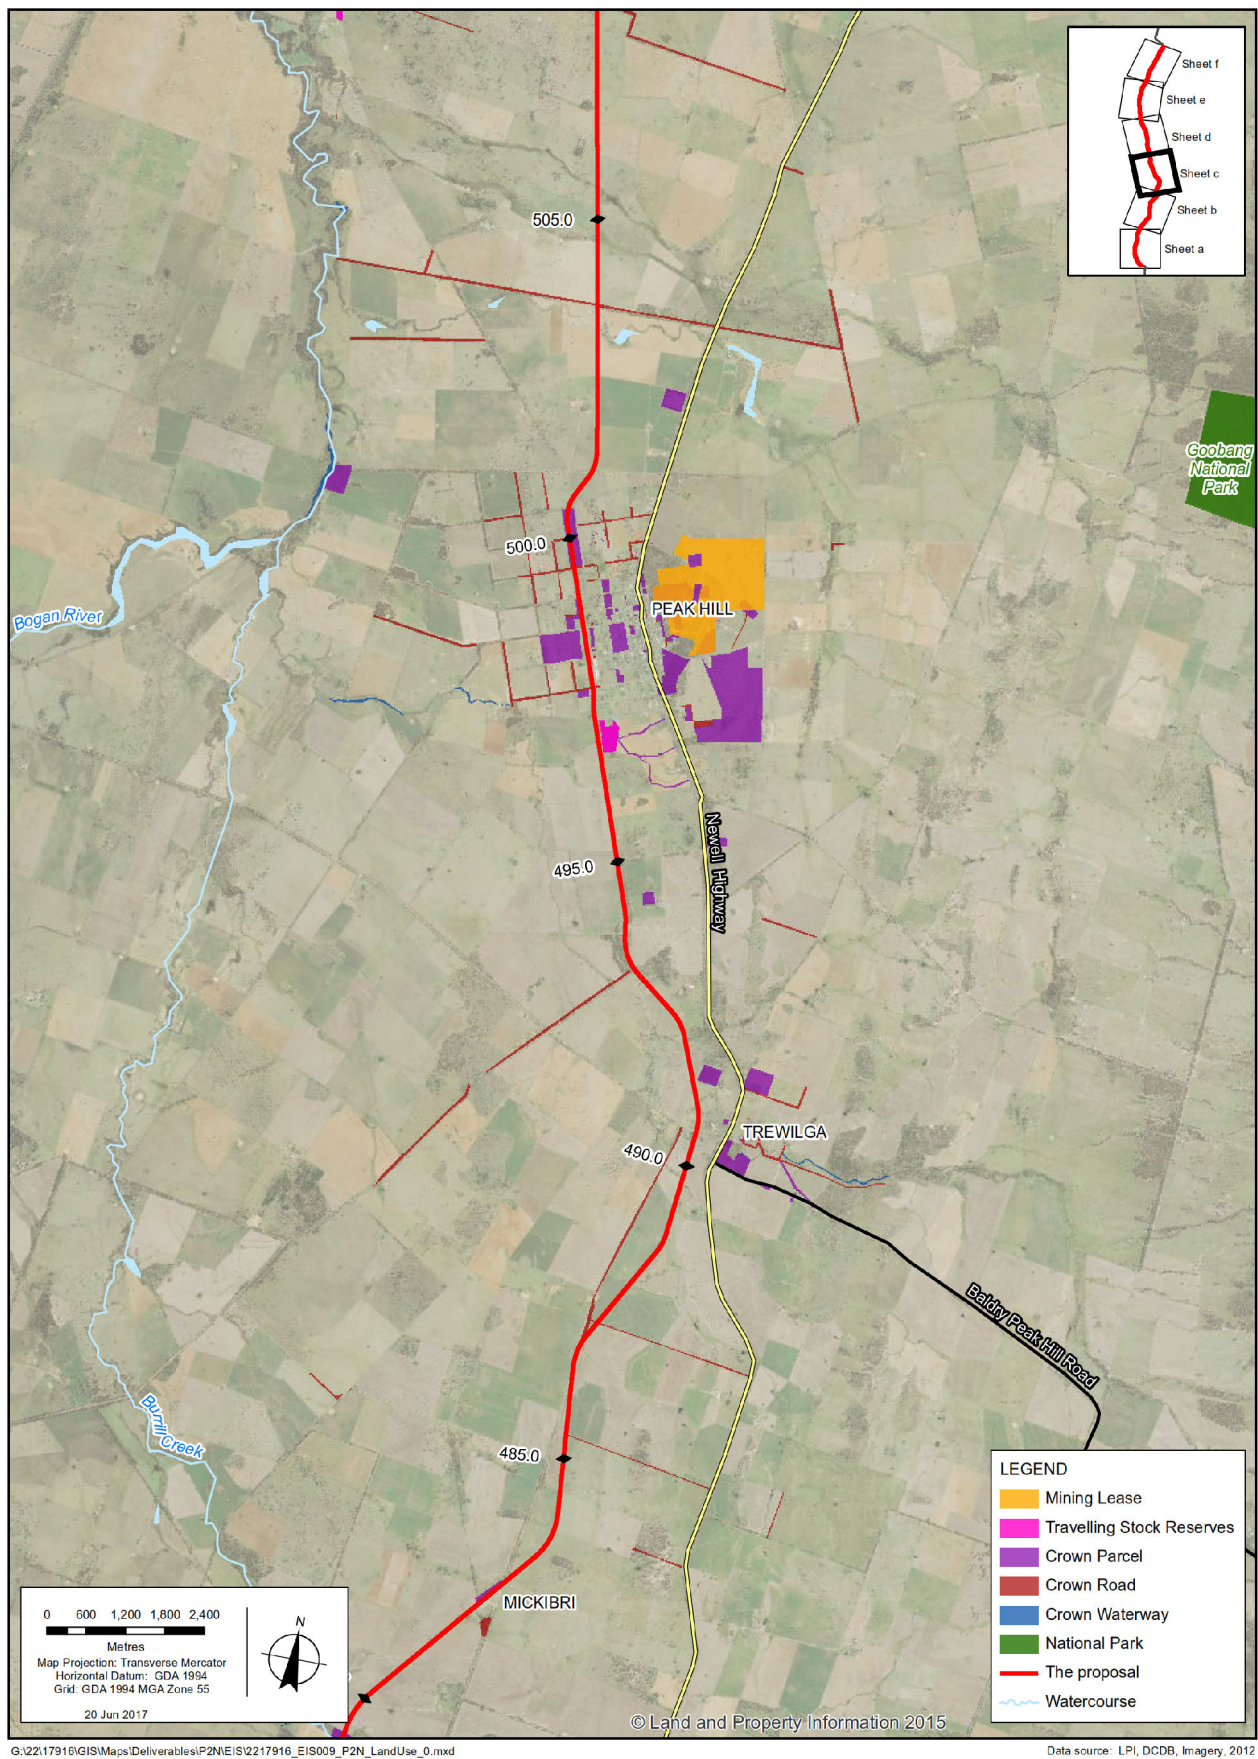 Sheet f
Sheet e
Sheet d
Sheet c
Sheet b
Sheet a
505.0
Goobang
National
Park
500.0
Bogan River
PEAK HILL
495.0
Newell Highway
490.0
TREWILGA
Baldry Peak Hill Road
Burrill Creek
485.0
MICKIBRI
LEGEND
Mining Lease
Travelling Stock Reserves
Crown Parcel
Crown Road
Crown Waterway
National Park
The proposal
Watercourse
0 600 1,200 1,800 2,400
Metres
Map Projection: Transverse Mercator
Horizontal Datum: GDA 1994
Grid: GDA 1994 MGA Zone 55
20 Jun 2017
N
© Land and Property Information 2015
G:\22\17916\GIS\Maps\Deliverables\P2N\EIS\2217916_EIS009_P2N_LandUse_0.mxd
Data source: LPI, DCDB, Imagery, 2012